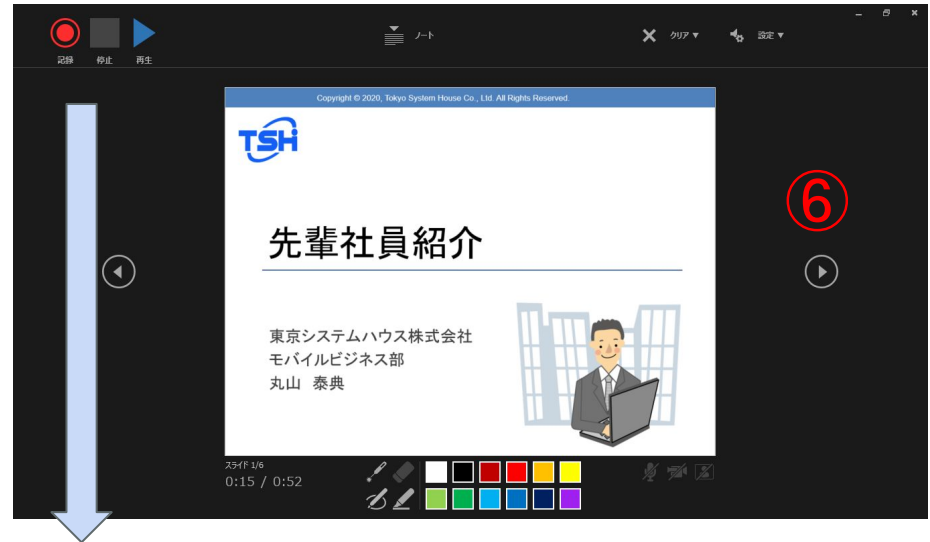 記録 停止 再生
ノート
クリア ▼
設定 ▼
Copyright © 2020, Tokyo System House Co., Ltd. All Rights Reserved.
TSH
⑥
先輩社員紹介
東京システムハウス株式会社
モバイルビジネス部
丸山 泰典
スライド 1/6
0:15 / 0:52